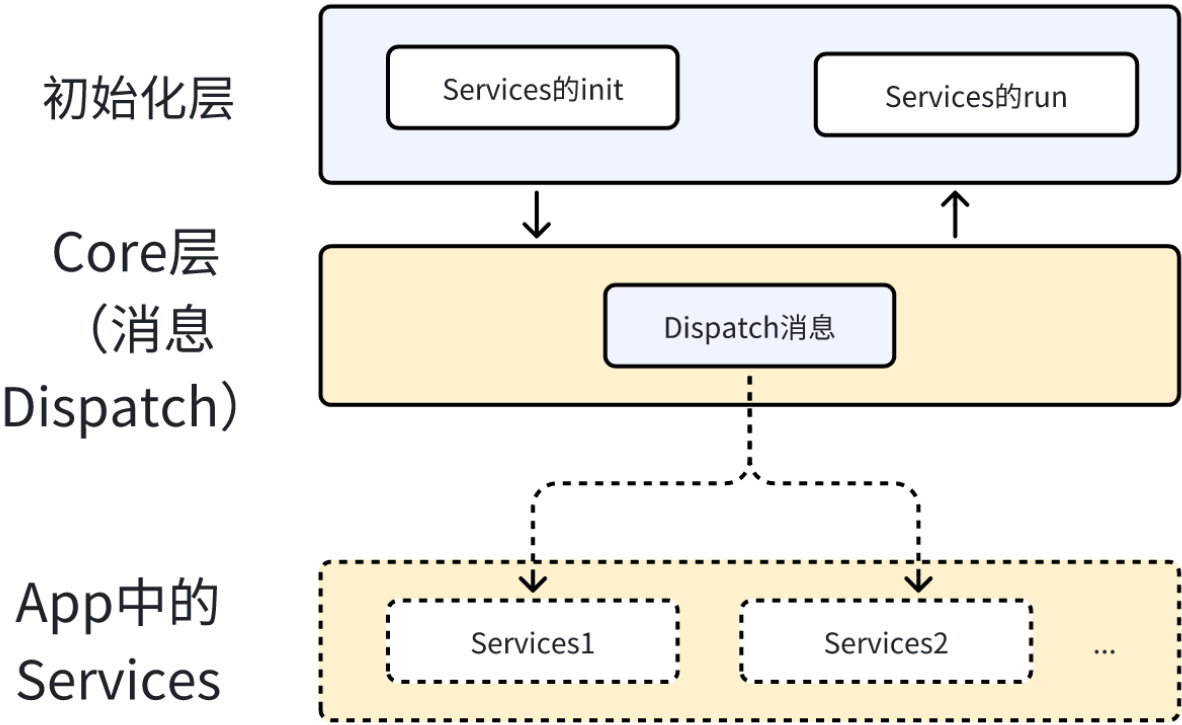 初始化层
Services的init
Services的run
Core层
（消息
Dispatch）
Dispatch消息
App中的
Services
Services1
Services2
...